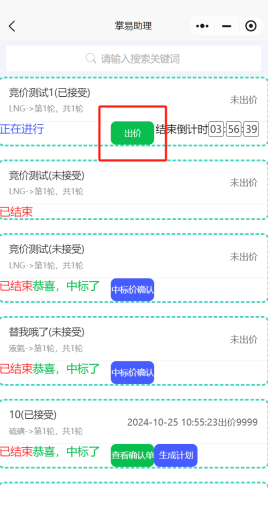 掌易助理
请输入搜索关键词
竞价测试1(已接受)
未出价
LNG->第1轮，共1轮
正在进行
出价
结束倒计时03:56:39
竞价测试(未接受)
未出价
LNG->第1轮，共1轮
已结束
竞价测试(未接受)
未出价
LNG->第1轮，共1轮
已结束恭喜，中标了
中标价确认
替我哦了(未接受)
未出价
液氮->第1轮，共1轮
已结束恭喜，中标了
中标价确认
10(已接受)
2024-10-25 10:55:23出价9999
硫磺->第1轮，共1轮
已结束恭喜，中标了
查看确认单
生成计划